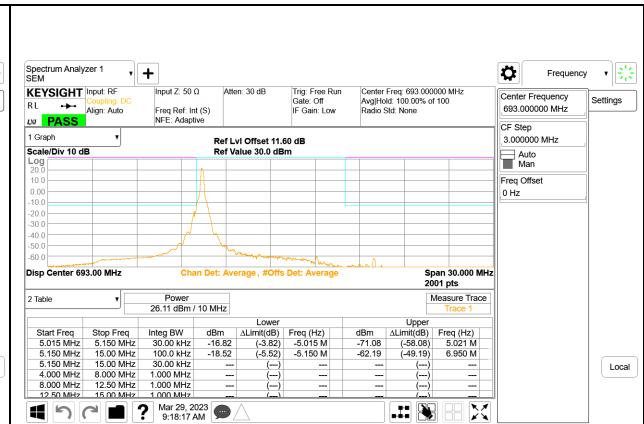 Spectrum Analyzer 1
SEM
Frequency
KEYSIGHT Input: RF Input Z: 50 Ω Atten: 30 dB Trig: Free Run Center Freq: 693.000000 MHz
R L Coupling: DC Gate: Off Avg|Hold: 100.00% of 100
Align: Auto Freq Ref: Int (S) IF Gain: Low Radio Std: None
NFE: Adaptive
LXI PASS
Center Frequency
693.000000 MHz
Settings
CF Step
3.000000 MHz
Auto
Man
Freq Offset
0 Hz
1 Graph
Ref Lvl Offset 11.60 dB
Scale/Div 10 dB Ref Value 30.0 dBm
Log
20.0
10.0
0.00
-10.0
-20.0
-30.0
-40.0
-50.0
-60.0
Disp Center 693.00 MHz Chan Det: Average , #Offs Det: Average Span 30.000 MHz
2001 pts
2 Table Power Measure Trace
26.11 dBm / 10 MHz Trace 1
Lower Upper
Start Freq Stop Freq Integ BW dBm ΔLimit(dB) Freq (Hz) dBm ΔLimit(dB) Freq (Hz)
5.015 MHz 5.150 MHz 30.00 kHz -16.82 (-3.82) -5.015 M -71.08 (-58.08) 5.021 M
5.150 MHz 15.00 MHz 100.0 kHz -18.52 (-5.52) -5.150 M -62.19 (-49.19) 6.950 M
5.150 MHz 15.00 MHz 30.00 kHz --- (---) --- --- (---) ---
4.000 MHz 8.000 MHz 1.000 MHz --- (---) --- --- (---) ---
8.000 MHz 12.50 MHz 1.000 MHz --- (---) --- --- (---) ---
12.50 MHz 15.00 MHz 1.000 MHz --- (---) --- --- (---) ---
Local
? Mar 29, 2023
9:18:17 AM